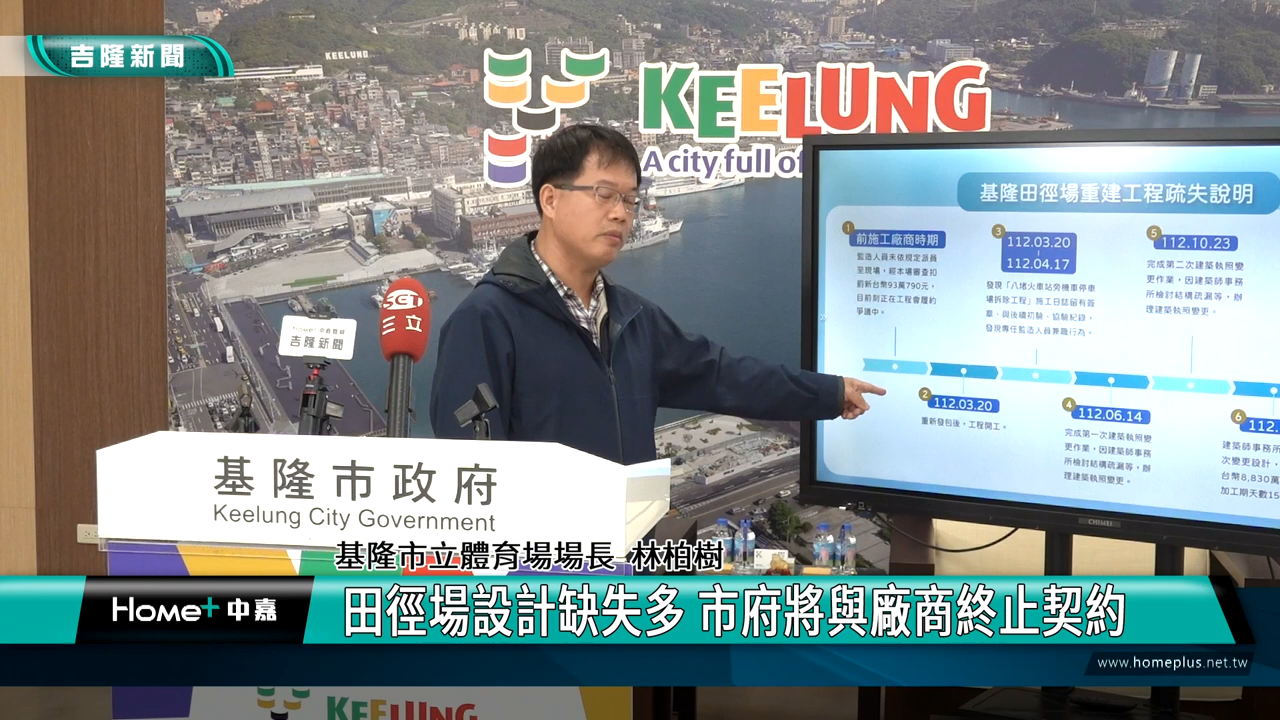 吉隆新聞
KEELUNG
KEELUNG
A city full of
基隆田徑場重建工程疏失說明
1
前施工廠商時期
監造人員未依規定派員
至現場，經本場審查扣
罰新台幣93萬790元，
目前則正在工程會履約
爭議中。
3
112.03.20
112.04.17
發現「八堵火車站旁機車停車
場拆除工程」施工日誌留有簽
章，與後續初驗、協驗紀錄，
發現專任監造人員兼職行為。
5
112.10.23
完成第二次建築執照變
更作業，因建築師事務
所檢討結構疏漏等，辦
理建築執照變更。
2
112.03.20
重新發包後，工程開工。
4
112.06.14
完成第一次建築執照變
更作業，因建築師事務
所檢討結構疏漏等，辦
理建築執照變更。
6
112.
建築師事務所
次變更設計，
台幣8,830萬
加工期天數15
CHIMEI
Home+ 中嘉寬頻
吉隆新聞
三立
基隆市政府
Keelung City Government
基隆市立體育場場長 林柏樹
Home+ 中嘉
田徑場設計缺失多 市府將與廠商終止契約
www.homeplus.net.tw
KEELUNG